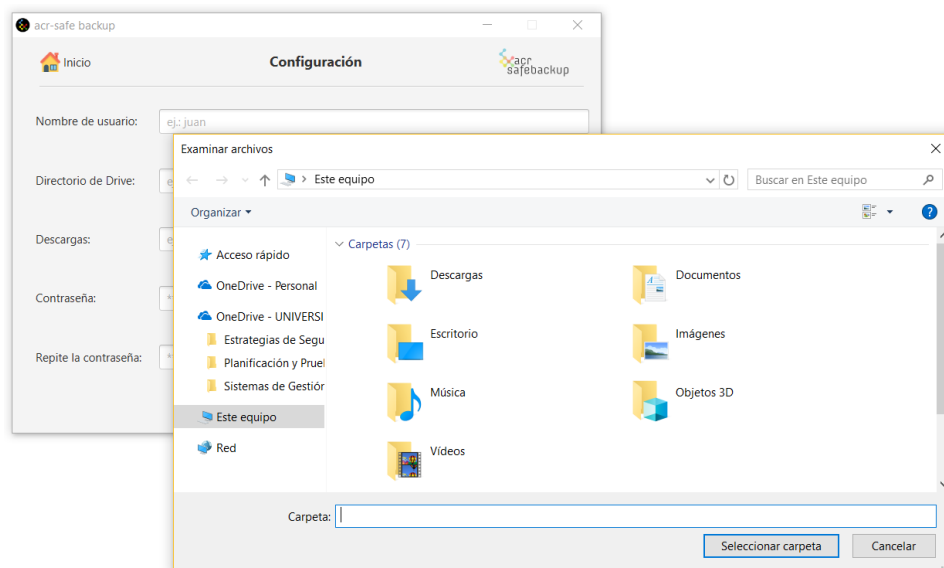 acr-safe backup
Inicio
Configuración
acr
safebackup
Nombre de usuario:
ej.: juan
Examinar archivos
Directorio de Drive:
Este equipo
Buscar en Este equipo
Organizar
Descargas:
Contraseña:
Repite la contraseña:
Acceso rápido
OneDrive - Personal
OneDrive - UNIVERSI
Estrategias de Segu
Planificación y Prue
Sistemas de Gestión
Este equipo
Red
Carpetas (7)
Descargas
Documentos
Escritorio
Imágenes
Música
Objetos 3D
Vídeos
Carpeta:
Seleccionar carpeta
Cancelar